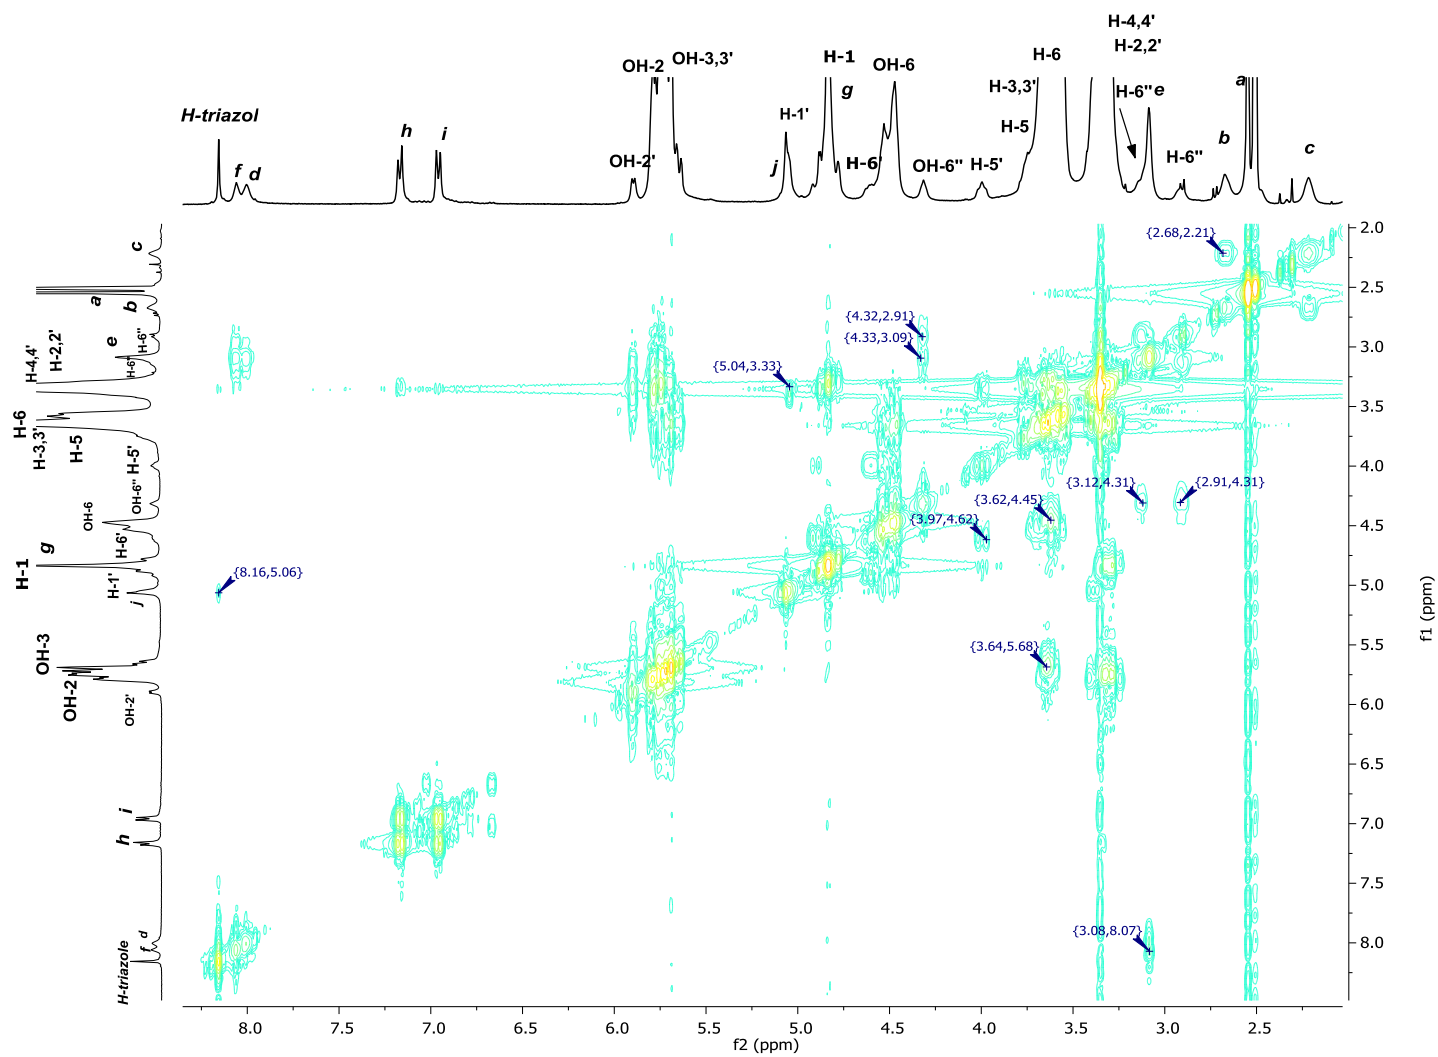 H-4,4'
H-2,2'
H-6
H-1
OH-3,3'
OH-2
'
OH-6
g
H-3,3'
H-6'' e
a
H-triazol
H-1'
H-5
h
i
b
c
f
d
OH-2'
j
H-6'
OH-6''
H-5'
H-6''
c
a
b
e
H-6''
H-6''
H-2,2'
H-4,4'
H-6
H-3,3'
H-5
H-5'
OH-6''
OH-6
H-6'
g
H-1
H-1'
j
OH-3
OH-2
OH-2'
i
h
d
f
H-triazole
{2.68,2.21}
{4.32,2.91}
{4.33,3.09}
{5.04,3.33}
{3.12,4.31}
{2.91,4.31}
{3.62,4.45}
{3.97,4.62}
{8.16,5.06}
{3.64,5.68}
{3.08,8.07}
2.0
2.5
3.0
3.5
4.0
4.5
5.0
5.5
6.0
6.5
7.0
7.5
8.0
f1 (ppm)
8.0 7.5 7.0 6.5 6.0 5.5 5.0 4.5 4.0 3.5 3.0 2.5
f2 (ppm)